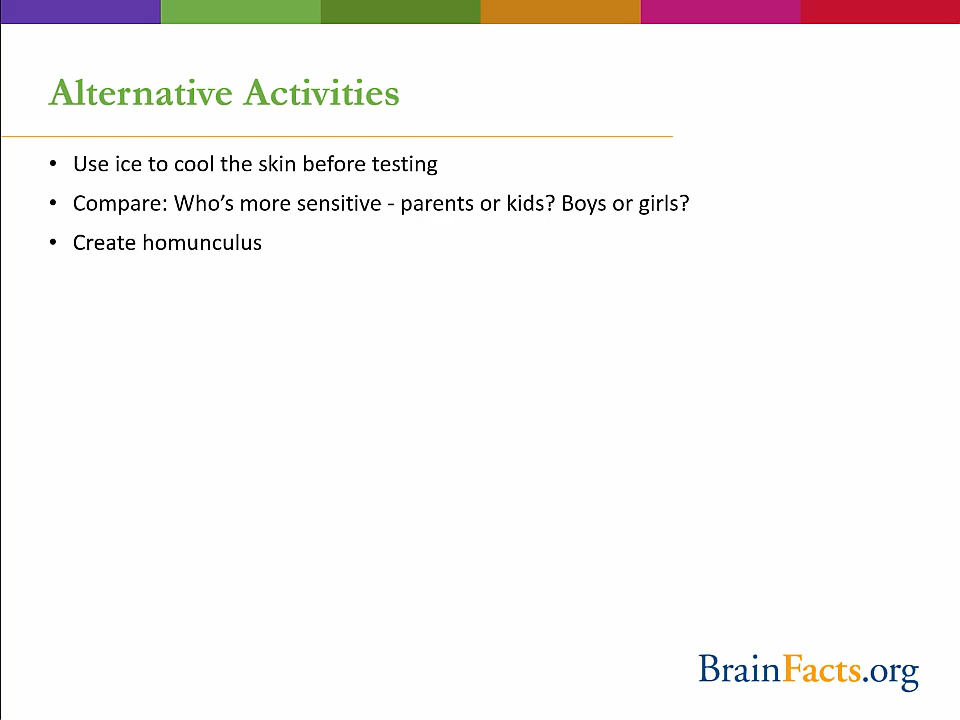 Alternative Activities
• Use ice to cool the skin before testing
• Compare: Who’s more sensitive - parents or kids? Boys or girls?
• Create homunculus
BrainFacts.org